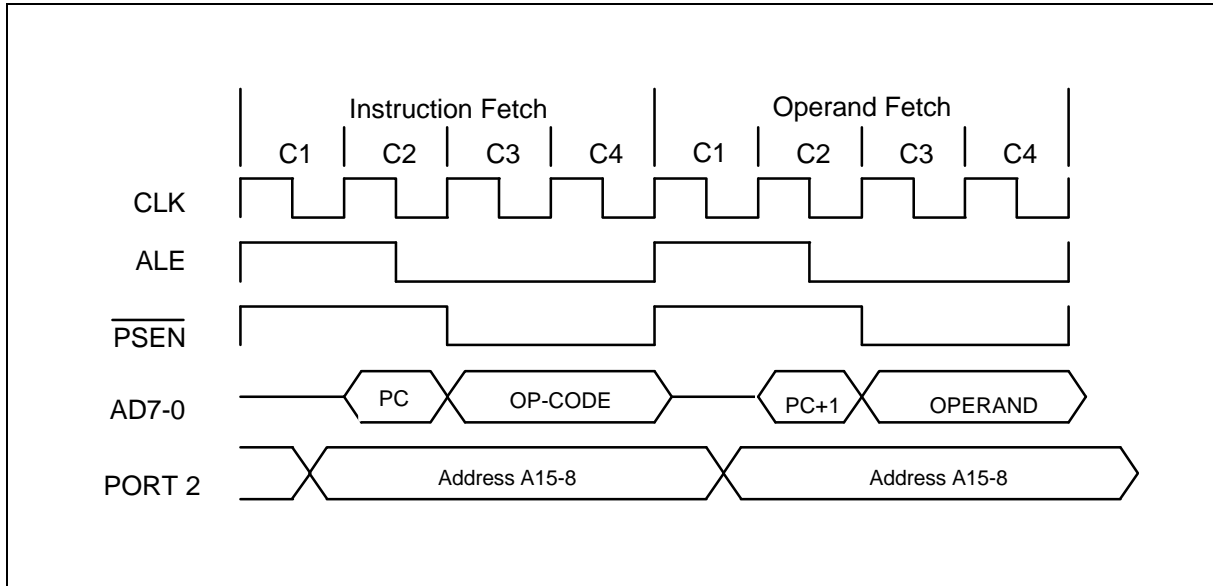 Instruction Fetch Operand Fetch
C1 C2 C3 C4 C1 C2 C3 C4
CLK
ALE
PSEN
AD7-0 PC OP-CODE PC+1 OPERAND
PORT 2 Address A15-8 Address A15-8